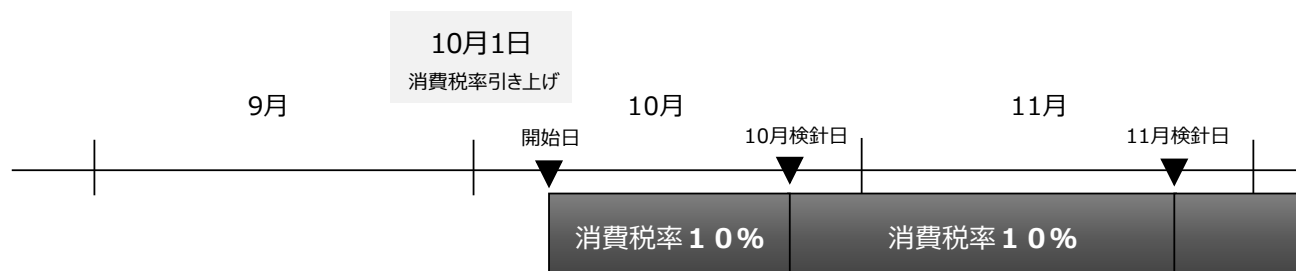 10月1日
消費税率引き上げ
9月
10月
11月
開始日
10月検針日
11月検針日
消費税率10%
消費税率10%